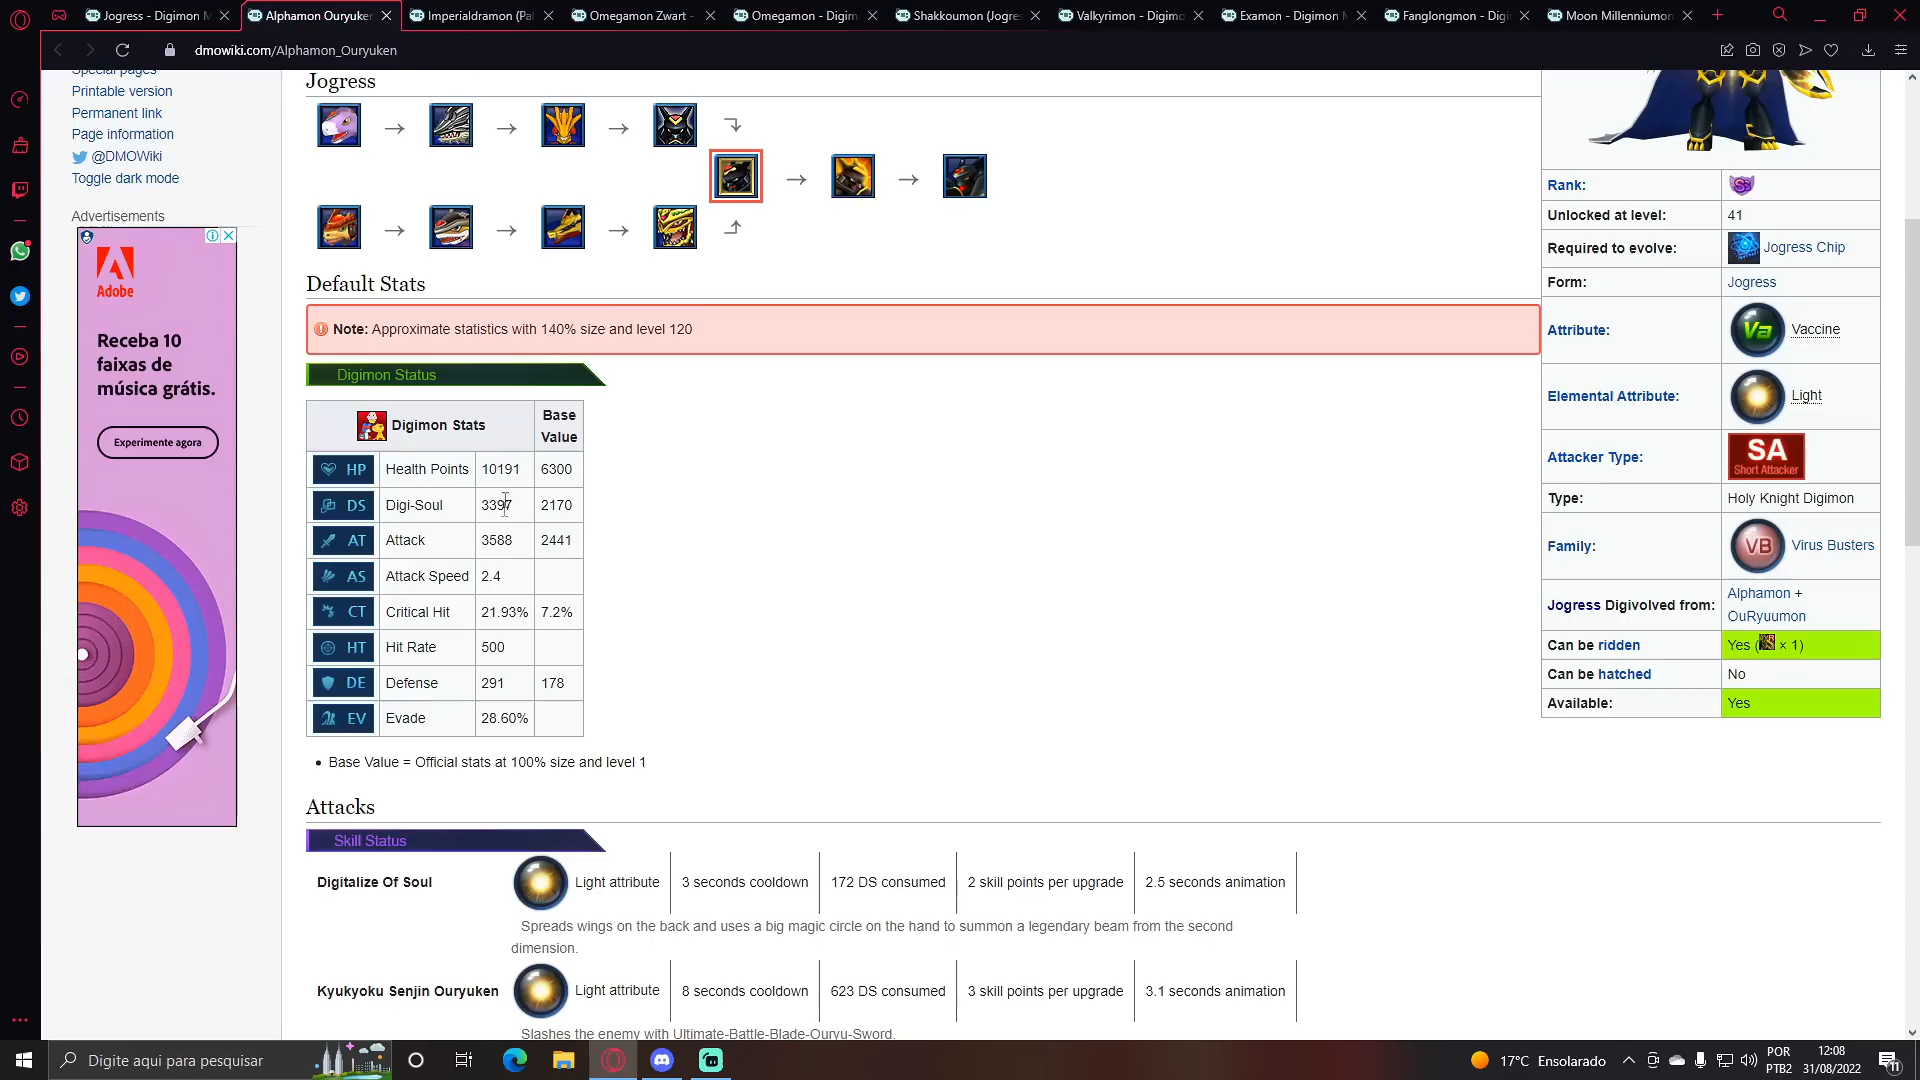 Jogress - Digimon M
Alphamon Ouryuken
Imperialdramon (Pal
Omegamon Zwart -
Omegamon - Digim
Shakkoumon (Jogre
Valkyrimon - Digimo
Examon - Digimon M
Fanglongmon - Digi
Moon Millenniumon
dmowiki.com/Alphamon_Ouryuken
Special pages
Printable version
Permanent link
Page information
@DMOWiki
Toggle dark mode
Advertisements
Adobe
Receba 10
faixas de
música grátis.
Experimente agora
Jogress
Default Stats
Note: Approximate statistics with 140% size and level 120
Digimon Status
Digimon Stats Base Value
HP Health Points 10191 6300
DS Digi-Soul 3397 2170
AT Attack 3588 2441
AS Attack Speed 2.4
CT Critical Hit 21.93% 7.2%
HT Hit Rate 500
DE Defense 291 178
EV Evade 28.60%
Base Value = Official stats at 100% size and level 1
Attacks
Skill Status
Digitalize Of Soul Light attribute 3 seconds cooldown 172 DS consumed 2 skill points per upgrade 2.5 seconds animation
Spreads wings on the back and uses a big magic circle on the hand to summon a legendary beam from the second
dimension.
Kyukyoku Senjin Ouryuken Light attribute 8 seconds cooldown 623 DS consumed 3 skill points per upgrade 3.1 seconds animation
Slashes the enemy with Ultimate-Battle-Blade-Ouryu-Sword.
Rank: S3
Unlocked at level: 41
Required to evolve: Jogress Chip
Form: Jogress
Attribute: Va Vaccine
Elemental Attribute: Light
Attacker Type: SA Short Attacker
Type: Holy Knight Digimon
Family: VB Virus Busters
Jogress Digivolved from: Alphamon +
OuRyuumon
Can be ridden Yes ( × 1)
Can be hatched No
Available: Yes
Digite aqui para pesquisar
17°C Ensolarado
POR
PTB2
12:08
31/08/2022
11